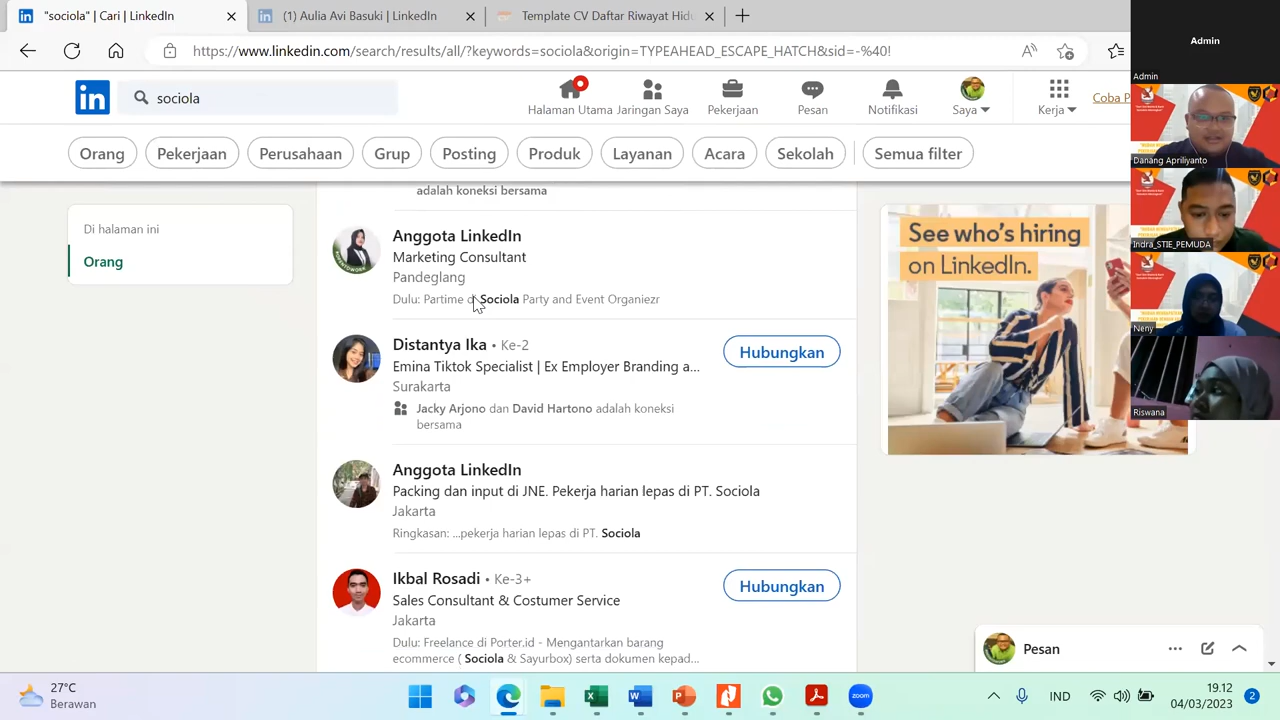 "sociola" | Cari | LinkedIn
(1) Aulia Avi Basuki | LinkedIn
Template CV Daftar Riwayat Hidu
https://www.linkedin.com/search/results/all/?keywords=sociola&origin=TYPEAHEAD_ESCAPE_HATCH&sid=-%40!
in
sociola
Halaman Utama
Jaringan Saya
Pekerjaan
Pesan
Notifikasi
Saya
Kerja
Coba P
Orang
Pekerjaan
Perusahaan
Grup
Posting
Produk
Layanan
Acara
Sekolah
Semua filter
Di halaman ini
Orang
adalah koneksi bersama
Anggota LinkedIn
Marketing Consultant
Pandeglang
Dulu: Partime d Sociola Party and Event Organiezr
Distantya Ika • Ke-2
Emina Tiktok Specialist | Ex Employer Branding a...
Surakarta
Jacky Arjono dan David Hartono adalah koneksi
bersama
Hubungkan
Anggota LinkedIn
Packing dan input di JNE. Pekerja harian lepas di PT. Sociola
Jakarta
Ringkasan: ...pekerja harian lepas di PT. Sociola
Ikbal Rosadi • Ke-3+
Sales Consultant & Costumer Service
Jakarta
Dulu: Freelance di Porter.id - Mengantarkan barang
ecommerce ( Sociola & Sayurbox) serta dokumen kepad...
Hubungkan
See who's hiring
on LinkedIn.
Pesan
Admin
Admin
Danang Apriliyanto
Indra_STIE_PEMUDA
Neny
Riswana
27°C
Berawan
zoom
IND
19.12
04/03/2023
2